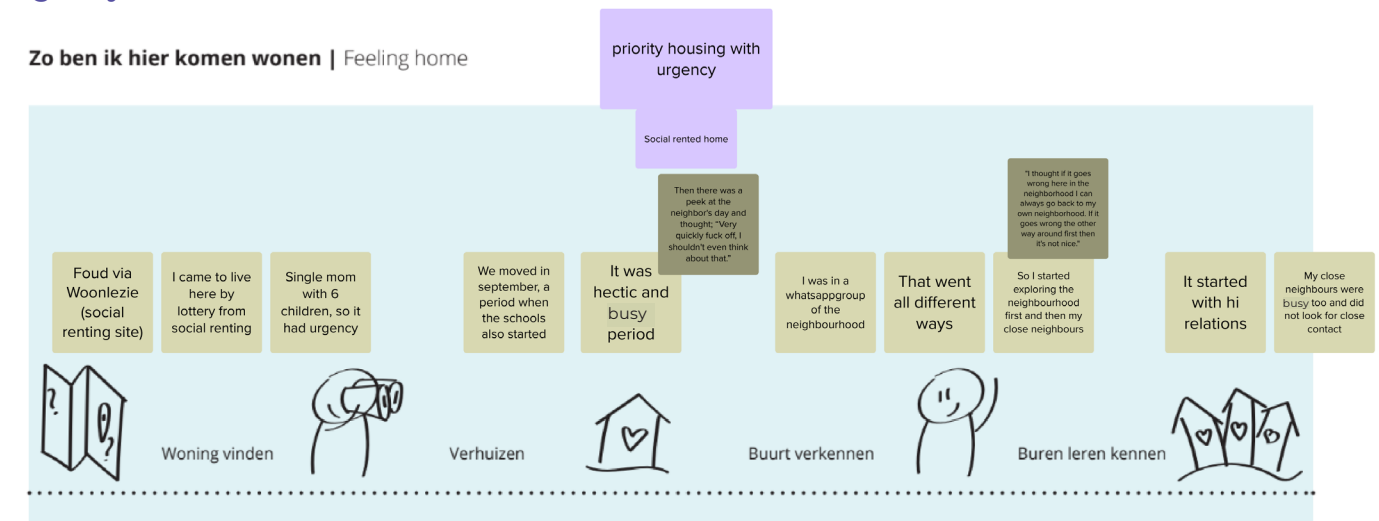 Zo ben ik hier komen wonen | Feeling home
priority housing with
urgency
Social rented home
Then there was a
peek at the
neighbor's day and
thought; "Very
quickly fuck off, I
shouldn't even think
about that."
"I thought if it goes
wrong here in the
neighborhood I can
always go back to my
own neighborhood. If it
goes wrong the other
way around first then
it's not nice."
Foud via
Woonlezie
(social
renting site)
I came to live
here by
lottery from
social renting
Single mom
with 6
children, so it
had urgency
We moved in
september, a
period when
the schools
also started
It was
hectic and
busy
period
I was in a
whatsappgroup
of the
neighbourhood
That went
all different
ways
So I started
exploring the
neighbourhood
first and then my
close neighbours
It started
with hi
relations
My close
neighbours were
busy too and did
not look for close
contact
?
?
Woning vinden
Verhuizen
Buurt verkennen
Buren leren kennen